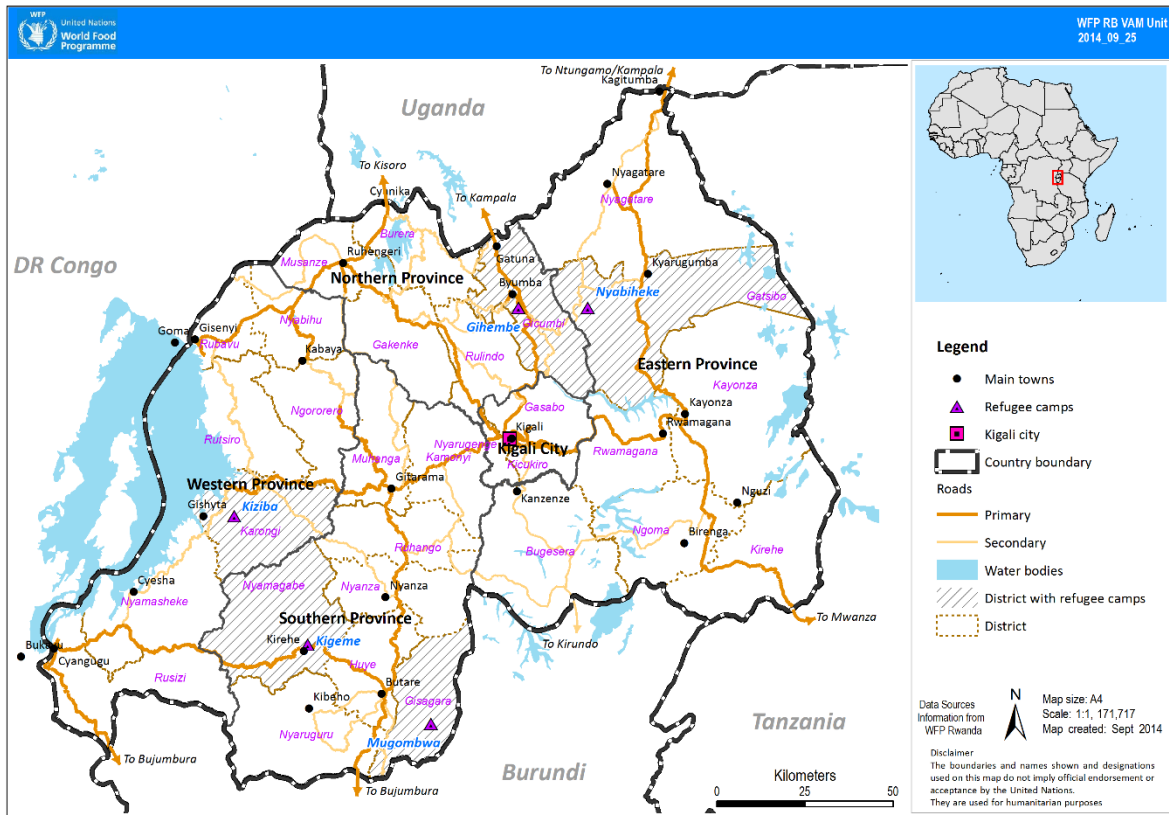 WFP
United Nations
World Food
Programme
WFP RB VAM Unit
2014_09_25
To Ntungamo/Kampala
Kagitumba
Uganda
To Kisoro
Cyanika
To Kampala
Nyagatare
Nyagatare
Burera
Ruhengeri
Musanze
Gatuna
Northern Province
Kyarugumba
DR Congo
Byumba
Nyabiheke
Gatsibo
Gihembe
Gicumbi
Nyabihu
Goma
Gisenyi
Rubavu
Gakenke
Rulindo
Kabaya
Eastern Province
Kayonza
Ngororero
Gasabo
Kayonza
Rutsiro
Kigali
Rwamagana
Nyarugenge
Kigali City
Muhanga
Kamonyi
Kicukiro
Rwamagana
Western Province
Gitarama
Kanzenze
Nguzi
Gishyta
Kiziba
Karongi
Ruhango
Bugesera
Ngoma
Birenga
Kirehe
Nyamagabe
Nyanza
Nyanza
Cyesha
Nyamasheke
Southern Province
To Mwanza
Kirehe
Kigeme
To Kirundo
Bukavu
Cyangugu
Huye
Rusizi
Butare
Gisagara
Kibeho
Nyaruguru
Mugombwa
Tanzania
To Bujumbura
Burundi
To Bujumbura
Kilometers
0 25 50
Legend
Main towns
Refugee camps
Kigali city
Country boundary
Roads
Primary
Secondary
Water bodies
District with refugee camps
District
Data Sources
Information from
WFP Rwanda
N
Map size: A4
Scale: 1:1, 171,717
Map created: Sept 2014
Disclaimer
The boundaries and names shown and designations
used on this map do not imply official endorsement or
acceptance by the United Nations.
They are used for humanitarian purposes